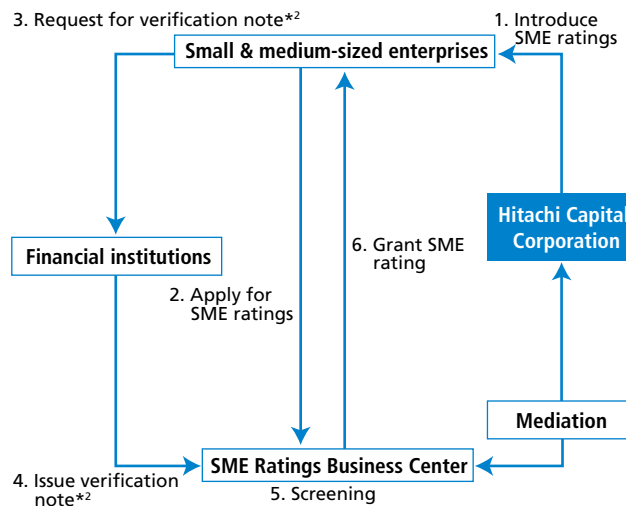 3. Request for verification note*2
1. Introduce
SME ratings
Small & medium-sized enterprises
Hitachi Capital
Corporation
Financial institutions
6. Grant SME
rating
2. Apply for
SME ratings
Mediation
SME Ratings Business Center
4. Issue verification
note*2
5. Screening